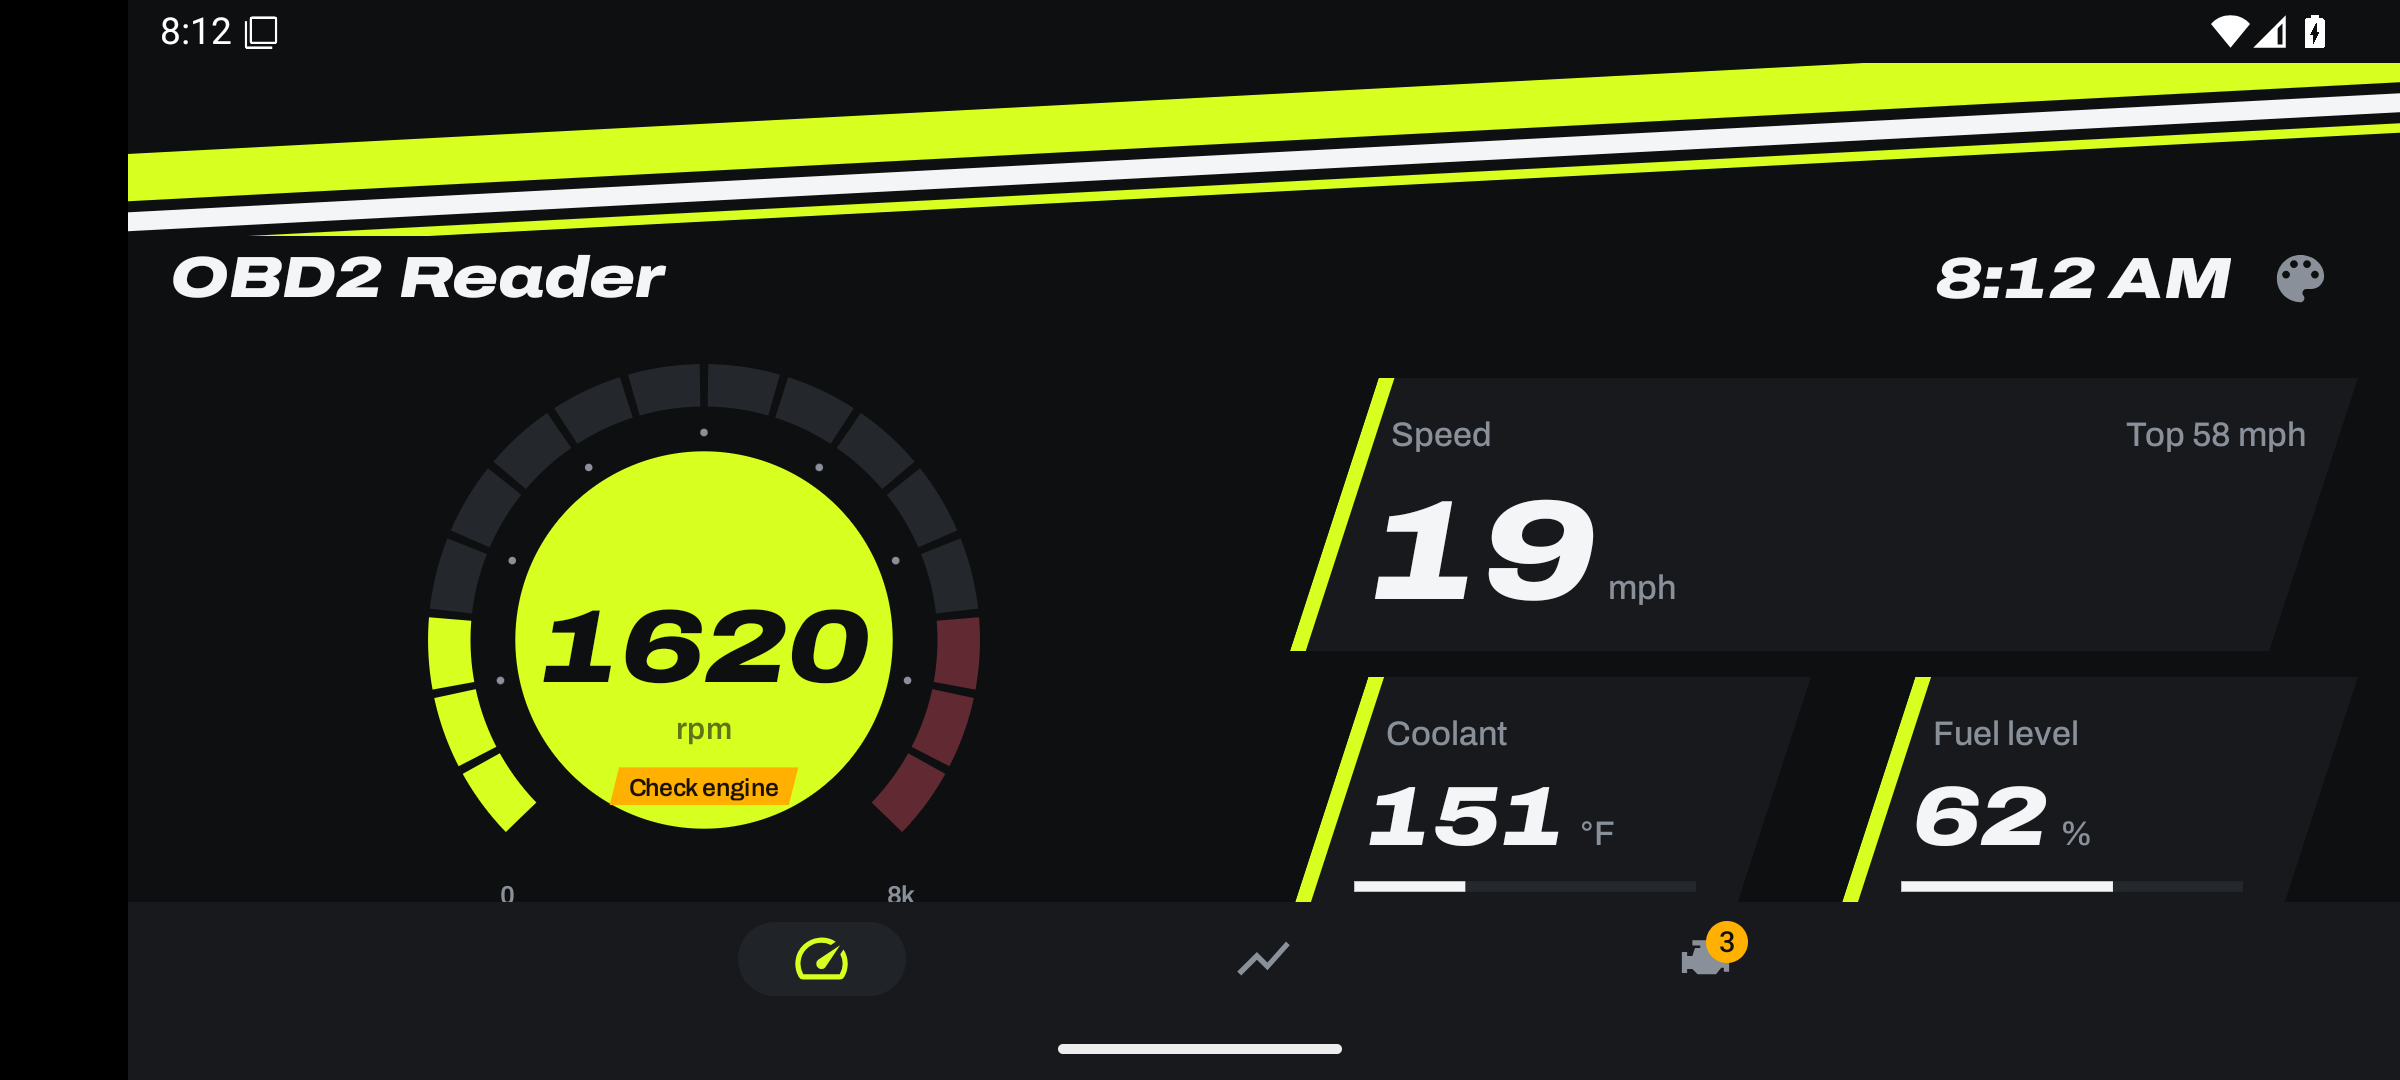 8:12
OBD2 Reader
8:12 AM
1620
rpm
Check engine
0
8k
Speed
Top 58 mph
19 mph
Coolant
151 °F
Fuel level
62 %
3